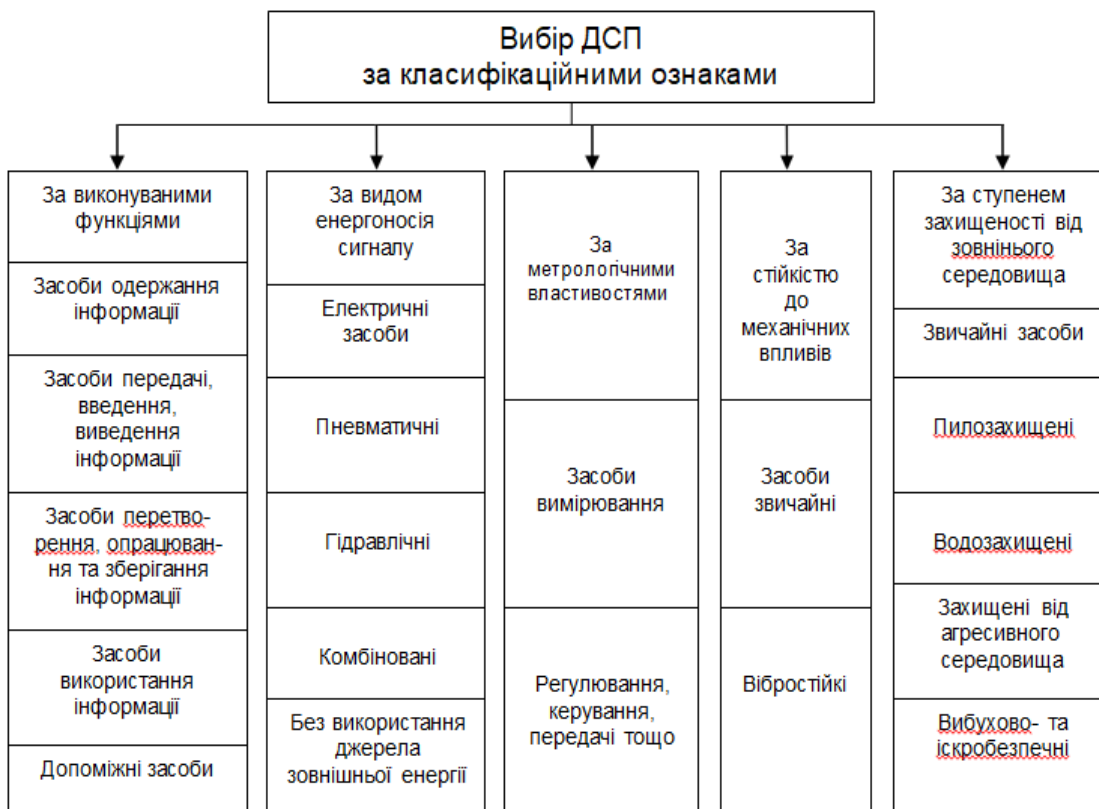 Вибір ДСП
за класифікаційними ознаками
За виконуваними
функціями
Засоби одержання
інформації
Засоби передачі,
введення,
виведення
інформації
Засоби перетво-
рення, опрацюван-
ня та зберігання
інформації
Засоби
використання
інформації
Допоміжні засоби
За видом
енергоносія
сигналу
Електричні
засоби
Пневматичні
Гідравлічні
Комбіновані
Без використання
джерела
зовнішньої енергії
За
метрологічними
властивостями
Засоби
вимірювання
Регулювання,
керування,
передачі тощо
За
стійкістю
до
механічних
впливів
Засоби
звичайні
Вібростійкі
За ступенем
захищеності від
зовнінього
середовища
Звичайні засоби
Пилозахищені
Водозахищені
Захищені від
агресивного
середовища
Вибухово- та
іскробезпечні